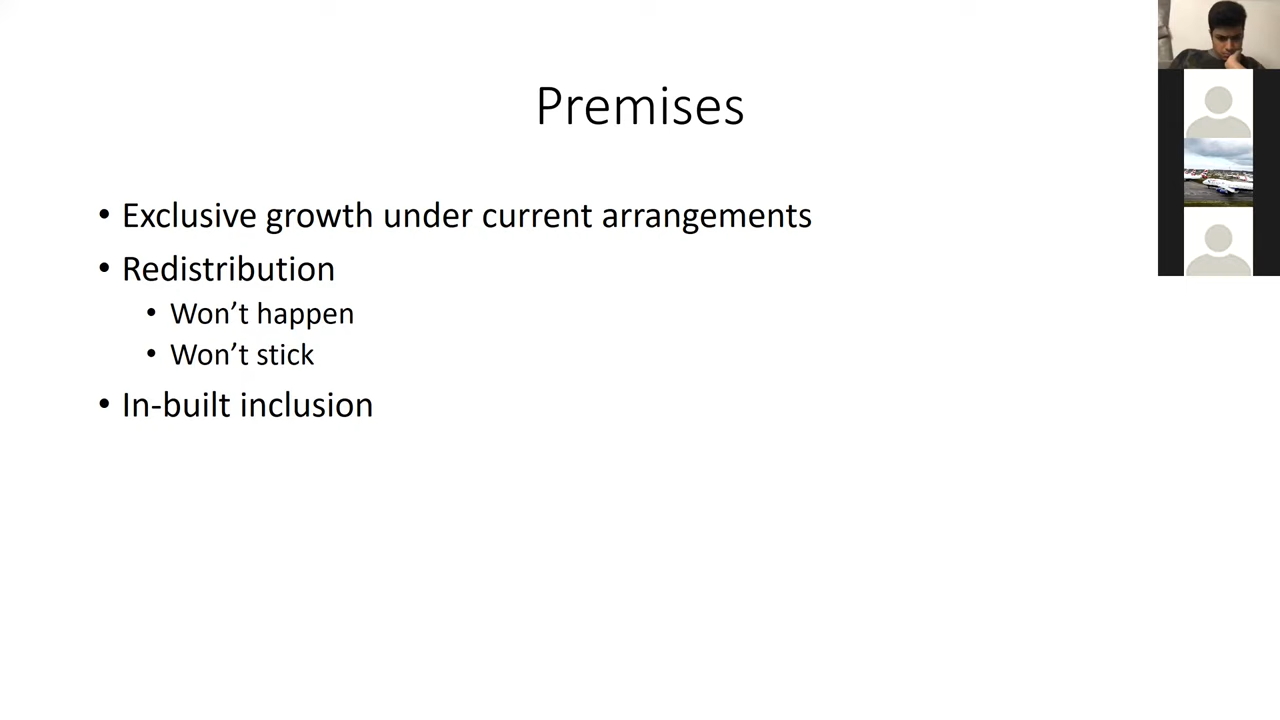 Premises
• Exclusive growth under current arrangements
• Redistribution
• Won’t happen
• Won’t stick
• In-built inclusion